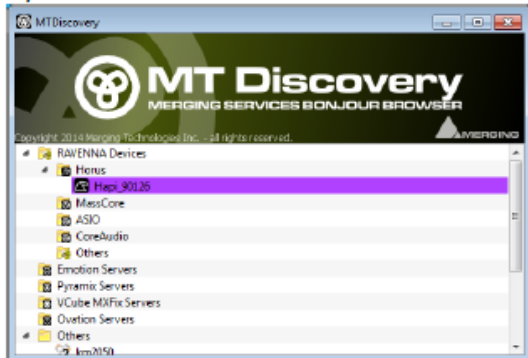 MTDiscovery
MT Discovery
MERGING SERVICES BONJOUR BROWSER
Copyright 2014 Merging Technologies Inc. - all rights reserved.
MERGING
RAVENNA Devices
Horus
Hapi_90126
MassCore
ASIO
CoreAudio
Others
Emotion Servers
Pyramix Servers
VCube MXFix Servers
Ovation Servers
Others
km2050